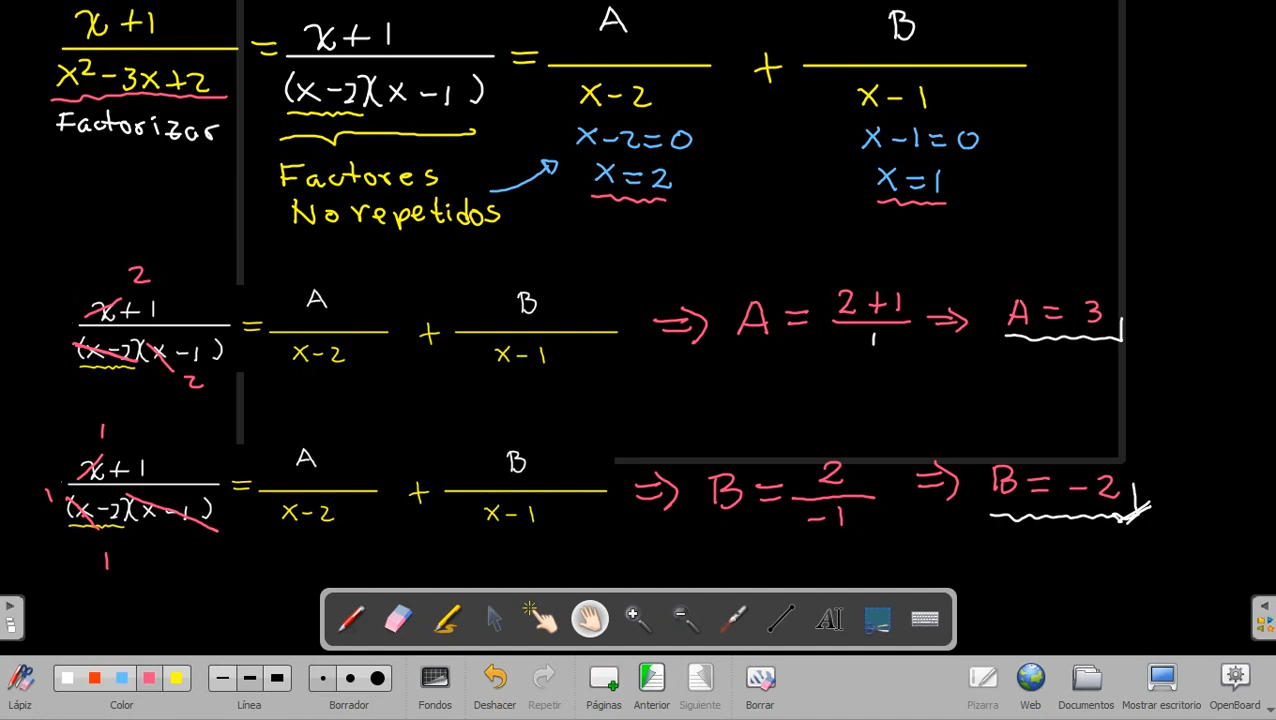 x+1 / x²-3x+2 = x+1 / (x-2)(x-1) = A / x-2 + B / x-1
Factorizar
x-2=0 x-1=0
Factores x=2 x=1
No repetidos
2
x+1 / (x-2)(x-1) = A / x-2 + B / x-1 ⇒ A = 2+1 / 1 ⇒ A = 3
2
1
1 x+1 / (x-2)(x-1) = A / x-2 + B / x-1 ⇒ B = 2 / -1 ⇒ B = -2
1
Lápiz Color Línea Borrador Fondos Deshacer Repetir Páginas Anterior Siguiente Borrar Pizarra Web Documentos Mostrar escritorio OpenBoard